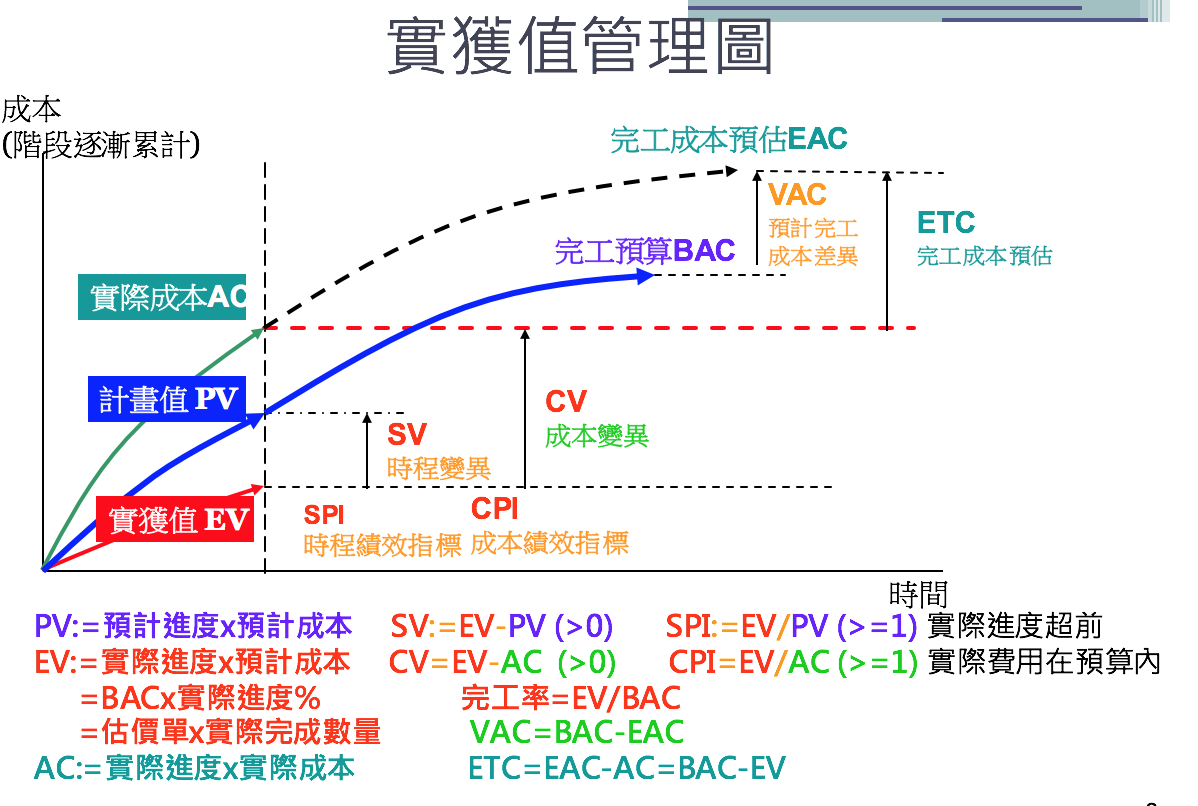 實獲值管理圖
成本
(階段逐漸累計)
完工成本預估EAC
VAC
預計完工
成本差異
ETC
完工成本預估
完工預算BAC
實際成本AC
計畫值 PV
CV
成本變異
SV
時程變異
實獲值 EV
SPI
時程績效指標
CPI
成本績效指標
時間
PV:=預計進度x預計成本
SV:=EV-PV (>0)
SPI:=EV/PV (>=1) 實際進度超前
EV:=實際進度x預計成本
CV=EV-AC (>0)
CPI=EV/AC (>=1) 實際費用在預算內
=BACx實際進度%
完工率=EV/BAC
=估價單x實際完成數量
VAC=BAC-EAC
AC:=實際進度x實際成本
ETC=EAC-AC=BAC-EV